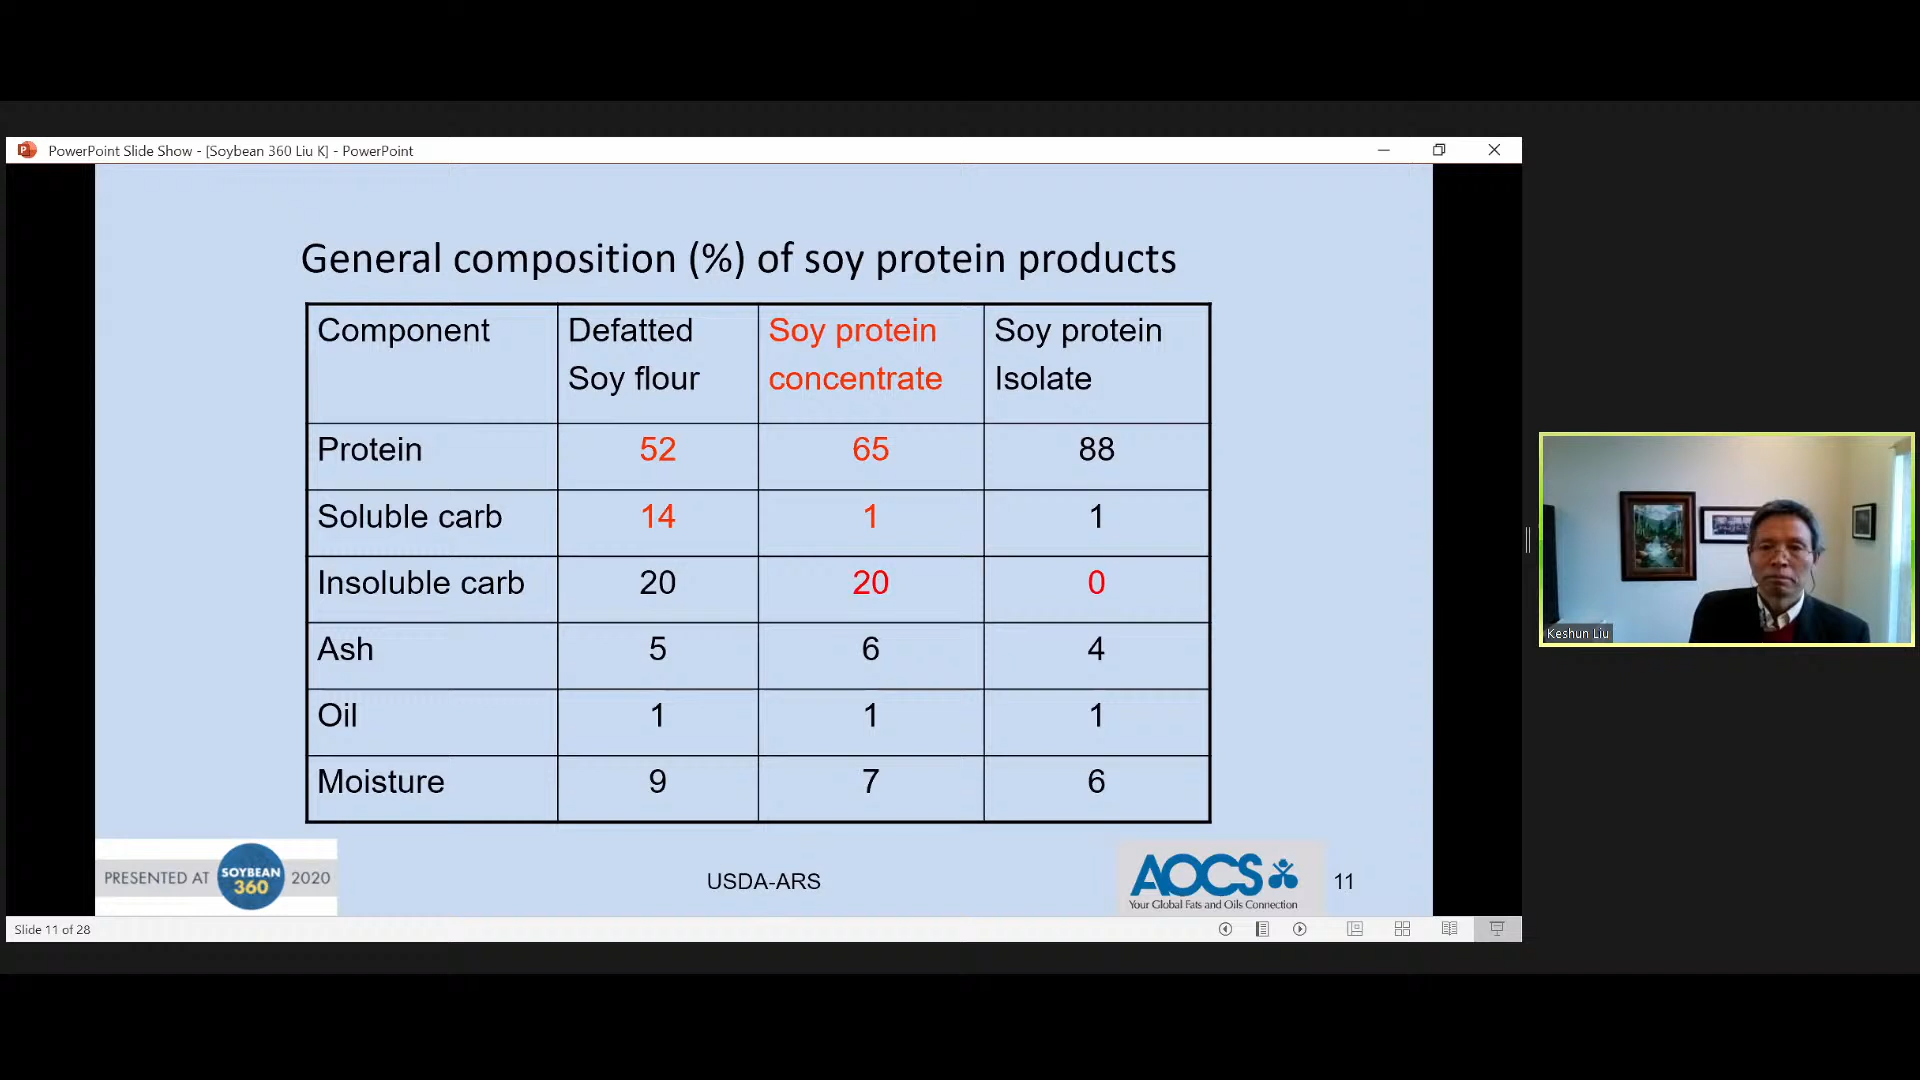 PowerPoint Slide Show - [Soybean 360 Liu K] - PowerPoint
General composition (%) of soy protein products
Component Defatted Soy flour Soy protein concentrate Soy protein Isolate
Protein 52 65 88
Soluble carb 14 1 1
Insoluble carb 20 20 0
Ash 5 6 4
Oil 1 1 1
Moisture 9 7 6
PRESENTED AT SOYBEAN 360 2020
USDA-ARS
AOCS
Your Global Fats and Oils Connection
11
Slide 11 of 28
Keshun Liu